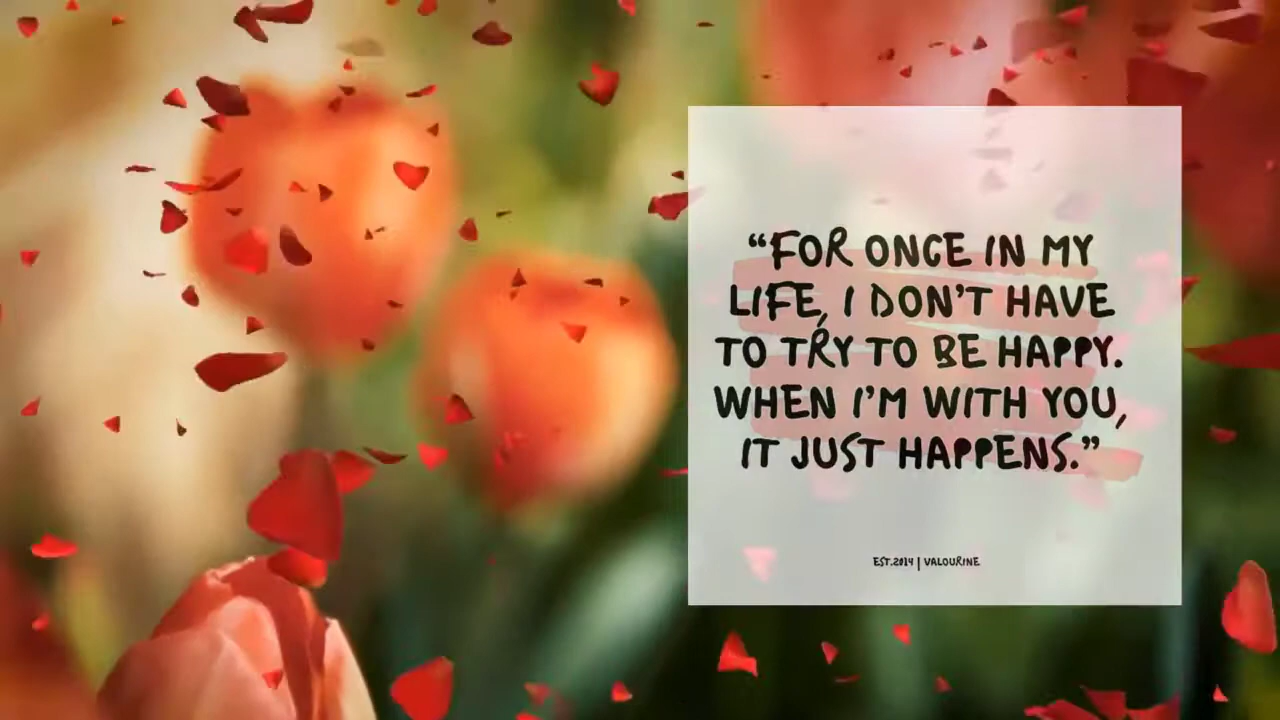 “FOR ONCE IN MY
LIFE, I DON’T HAVE
TO TRY TO BE HAPPY.
WHEN I’M WITH YOU,
IT JUST HAPPENS.”
EST.2014 | VALOURINE